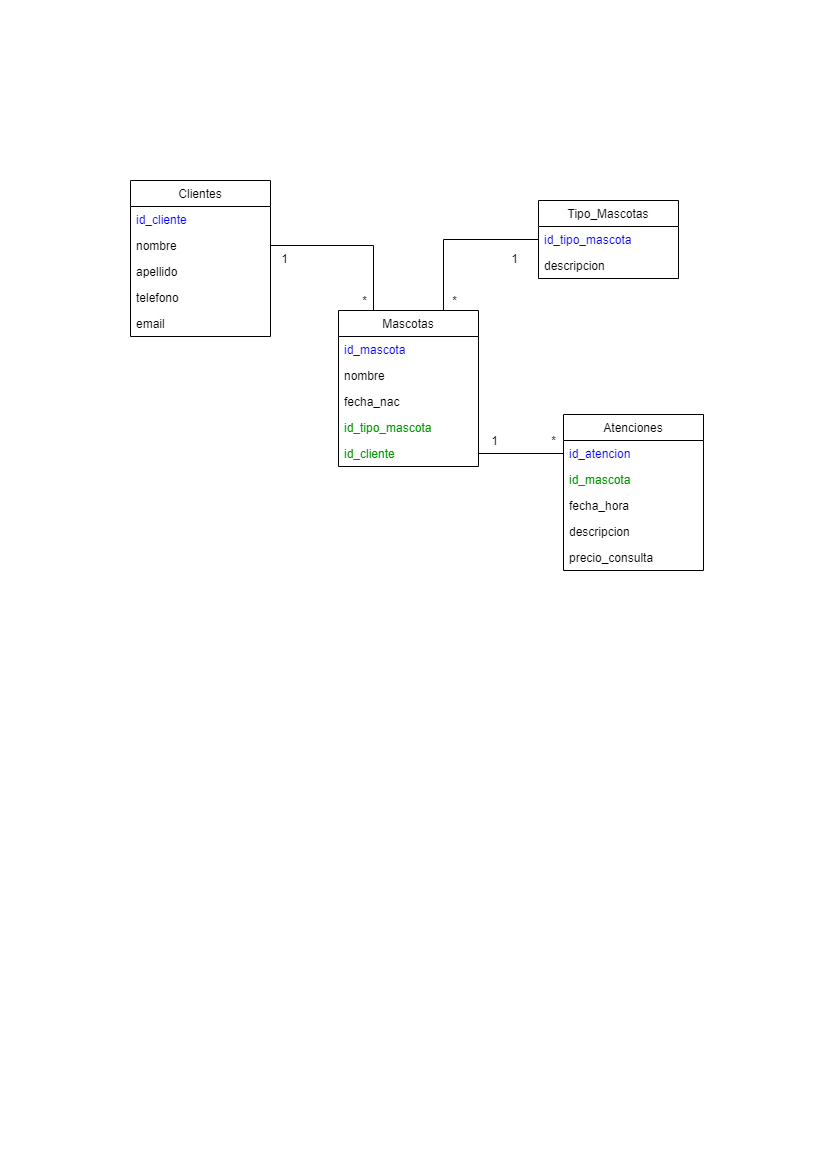 Clientes
id_cliente
nombre
apellido
telefono
email
1
*
Tipo_Mascotas
id_tipo_mascota
descripcion
1
*
Mascotas
id_mascota
nombre
fecha_nac
id_tipo_mascota
id_cliente
1
*
Atenciones
id_atencion
id_mascota
fecha_hora
descripcion
precio_consulta